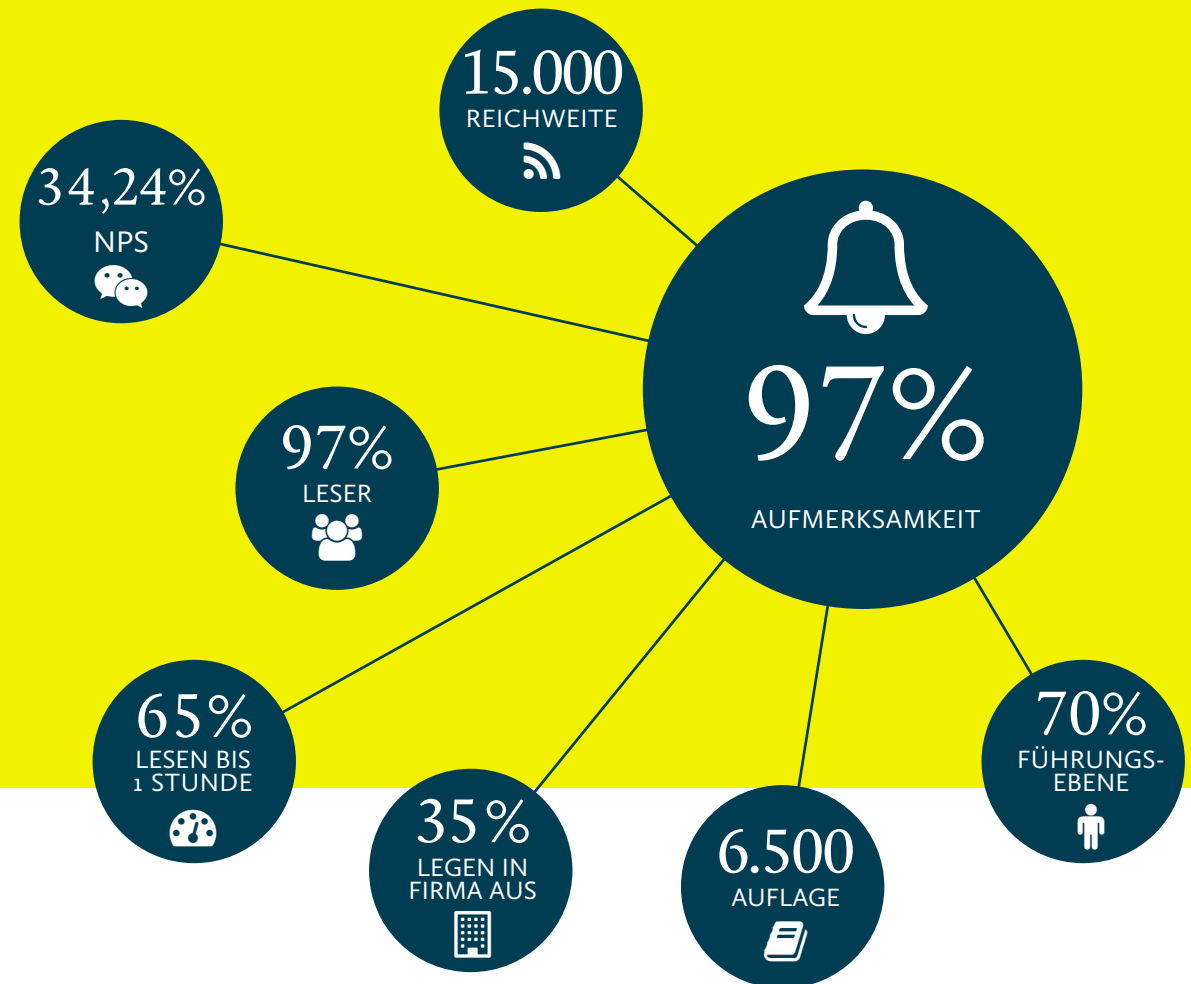 15.000
REICHWEITE
34,24%
NPS
97%
AUFMERKSAMKEIT
97%
LESER
65%
LESEN BIS
1 STUNDE
35%
LEGEN IN
FIRMA AUS
6.500
AUFLAGE
70%
FÜHRUNGS-
EBENE